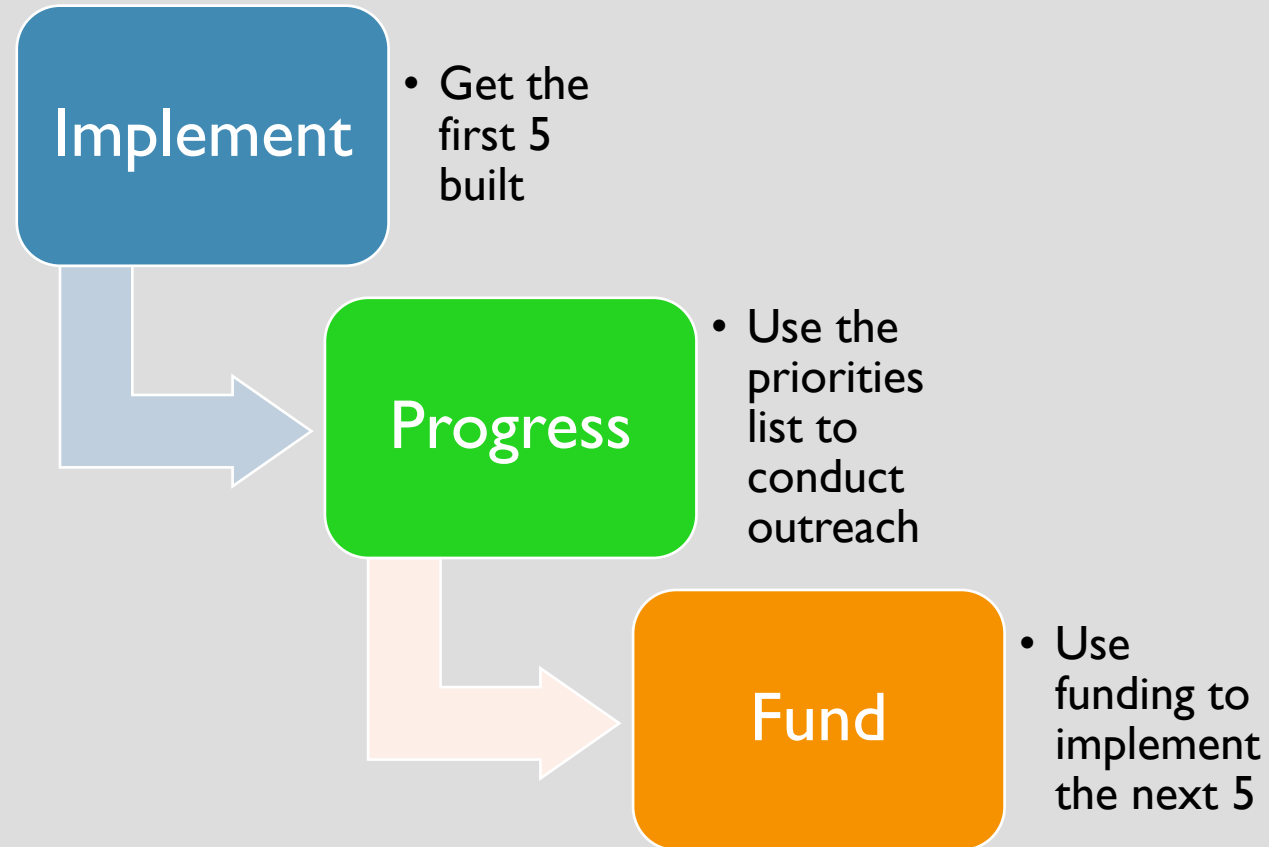 Implement
• Get the
first 5
built
Progress
• Use the
priorities
list to
conduct
outreach
Fund
• Use
funding to
implement
the next 5